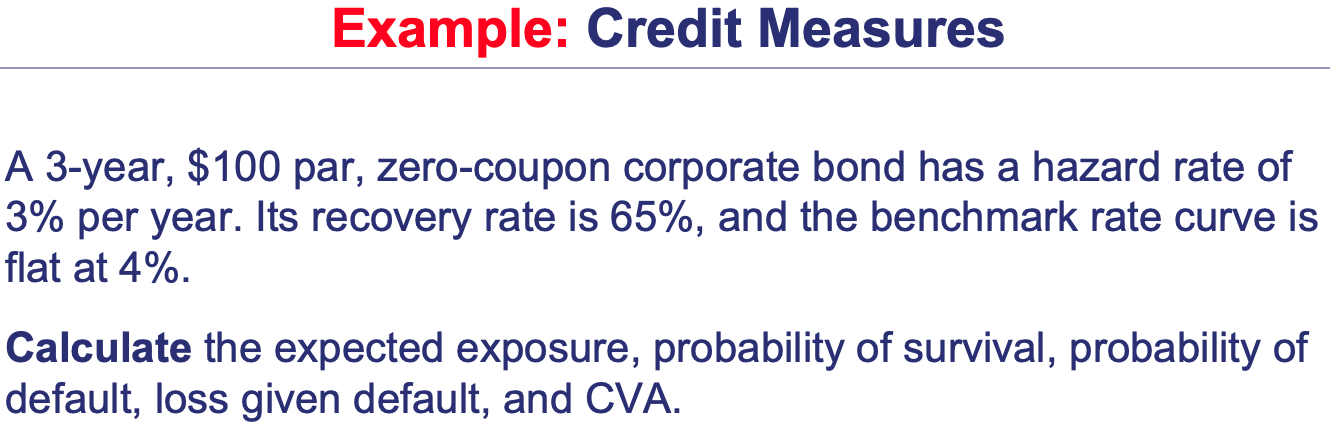 Example: Credit Measures
A 3-year, $100 par, zero-coupon corporate bond has a hazard rate of
3% per year. Its recovery rate is 65%, and the benchmark rate curve is
flat at 4%.
Calculate the expected exposure, probability of survival, probability of
default, loss given default, and CVA.